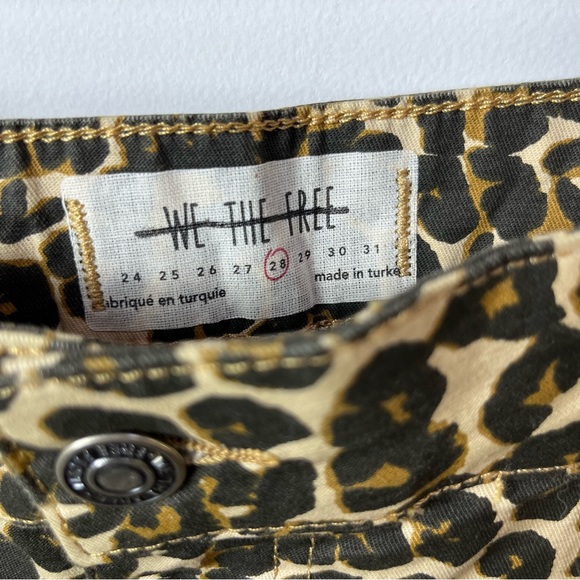 WE THE FREE
24 25 26 27 28 29 30 31
made in turke
abriqué en turquie